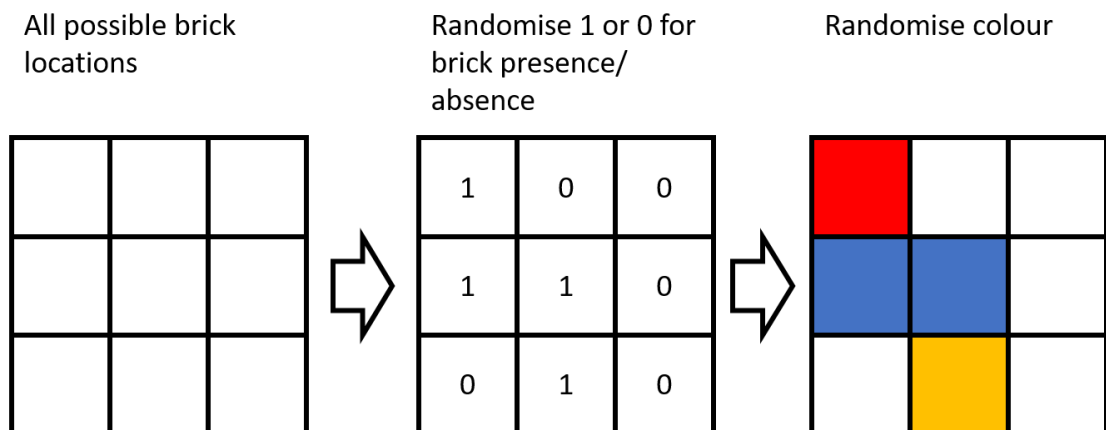 All possible brick
locations
Randomise 1 or 0 for
brick presence/
absence
Randomise colour
1 0 0
1 1 0
0 1 0